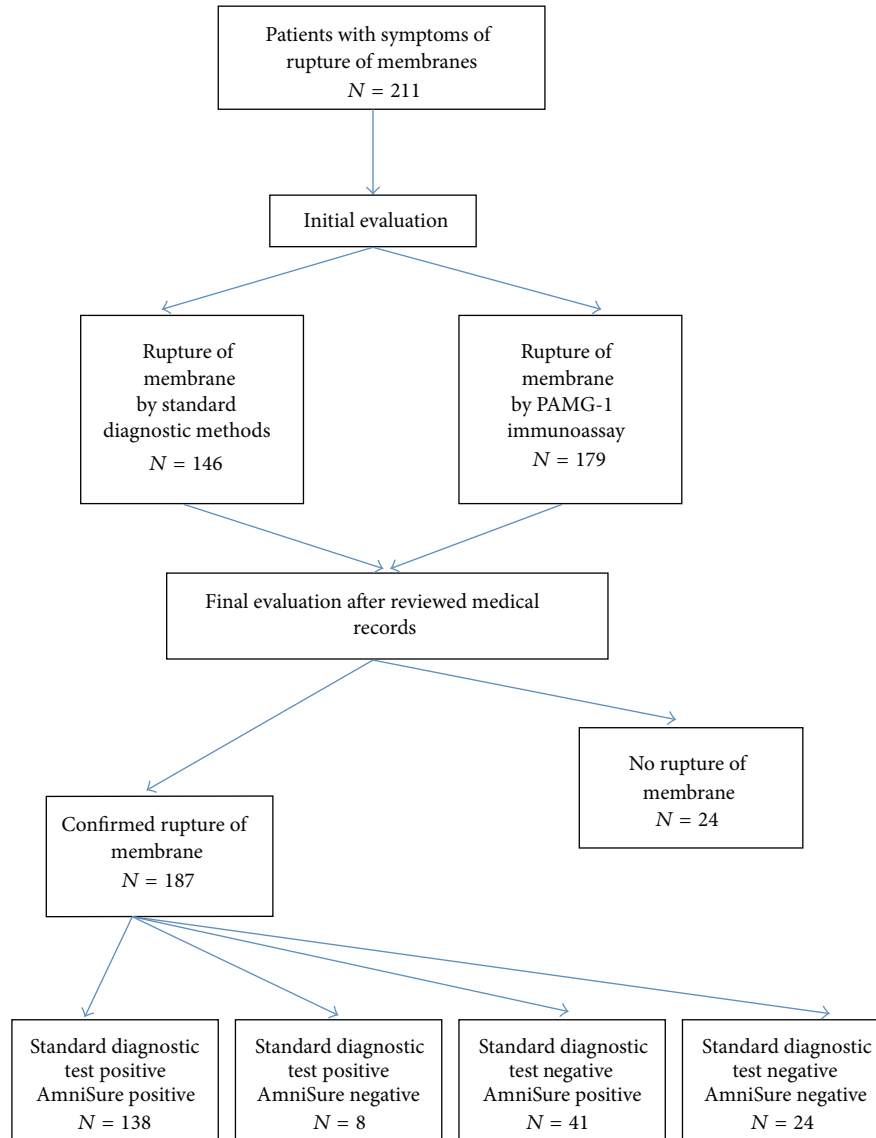 Patients with symptoms of
rupture of membranes
N = 211
Initial evaluation
Rupture of
membrane
by standard
diagnostic methods
N = 146
Rupture of
membrane
by PAMG-1
immunoassay
N = 179
Final evaluation after reviewed medical
records
No rupture of
membrane
N = 24
Confirmed rupture of
membrane
N = 187
Standard diagnostic
test positive
AmniSure positive
N = 138
Standard diagnostic
test positive
AmniSure negative
N = 8
Standard diagnostic
test negative
AmniSure positive
N = 41
Standard diagnostic
test negative
AmniSure negative
N = 24